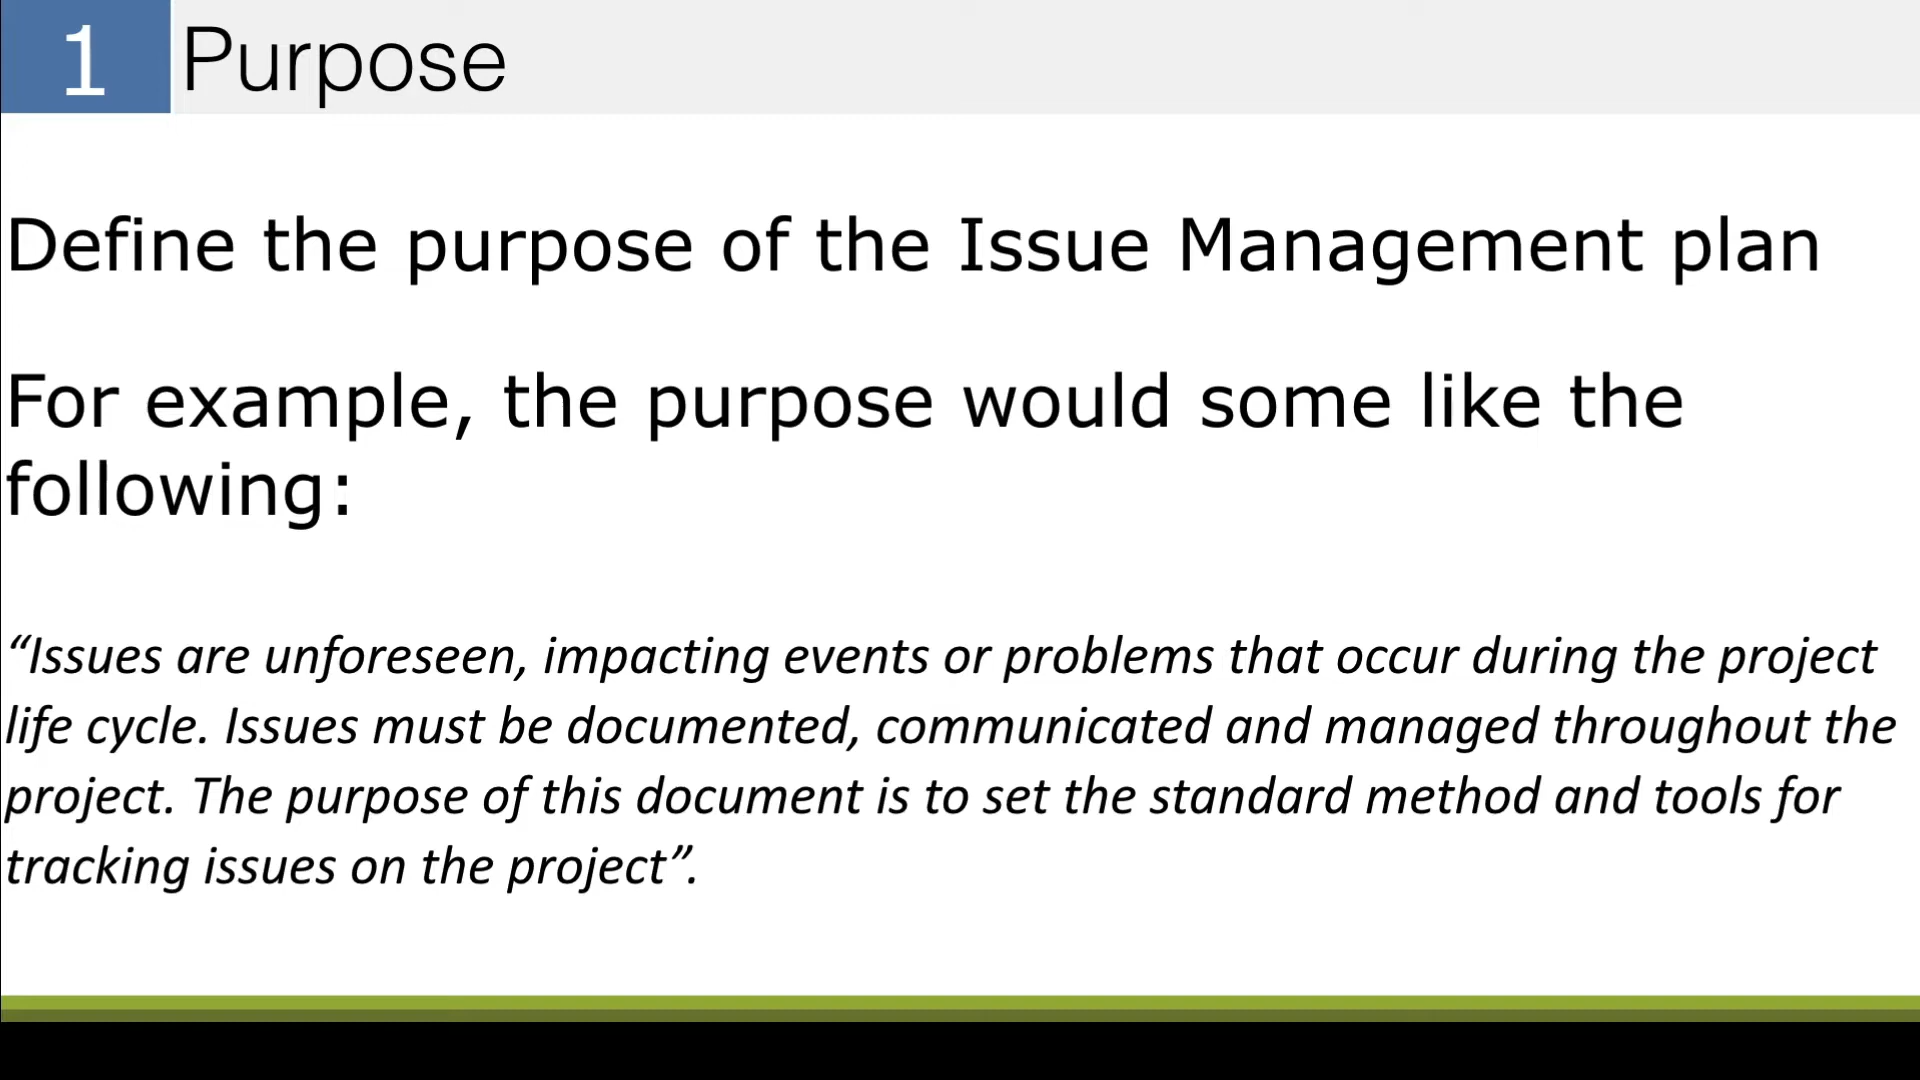 1 Purpose
Define the purpose of the Issue Management plan
For example, the purpose would some like the
following:
“Issues are unforeseen, impacting events or problems that occur during the project
life cycle. Issues must be documented, communicated and managed throughout the
project. The purpose of this document is to set the standard method and tools for
tracking issues on the project”.